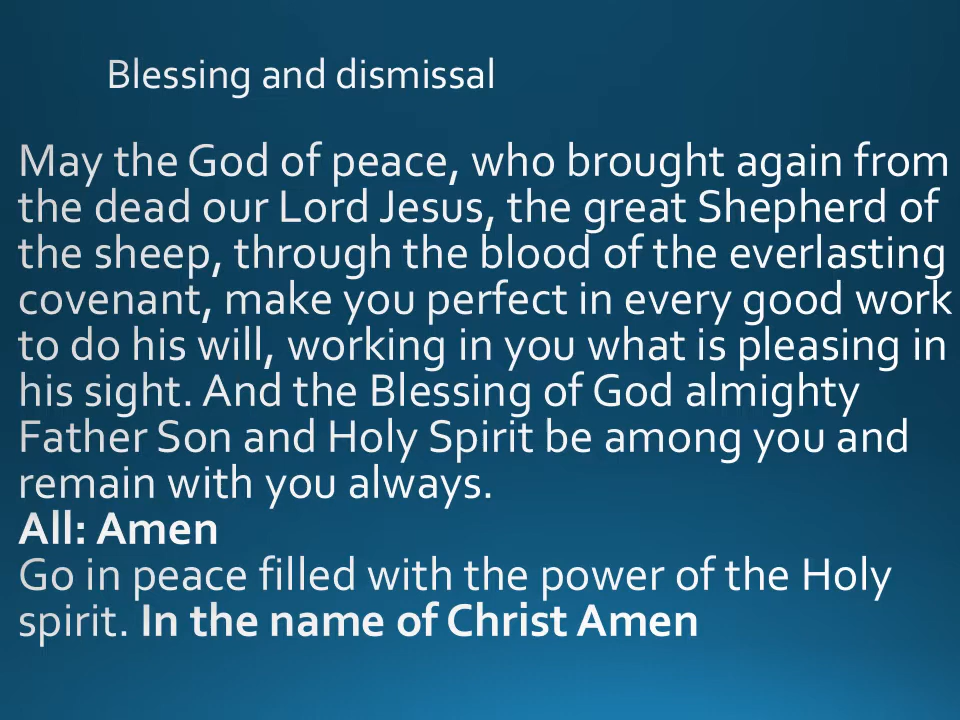 Blessing and dismissal
May the God of peace, who brought again from
the dead our Lord Jesus, the great Shepherd of
the sheep, through the blood of the everlasting
covenant, make you perfect in every good work
to do his will, working in you what is pleasing in
his sight. And the Blessing of God almighty
Father Son and Holy Spirit be among you and
remain with you always.
All: Amen
Go in peace filled with the power of the Holy
spirit. In the name of Christ Amen